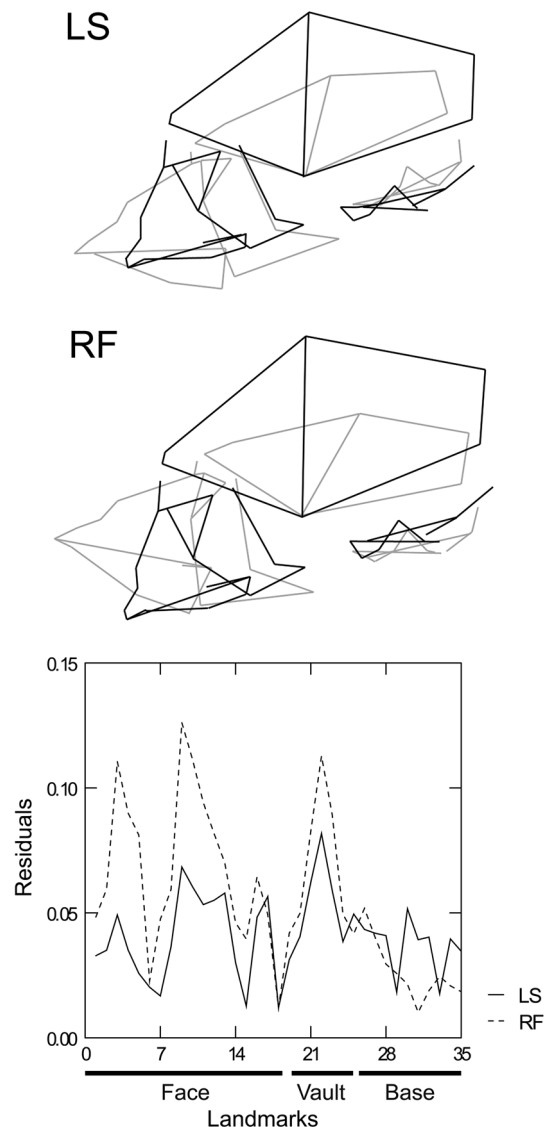 LS
RF
0.15
0.10
0.05
0.00
Residuals
0 7 14 21 28 35
LS
RF
Face Vault Base
Landmarks